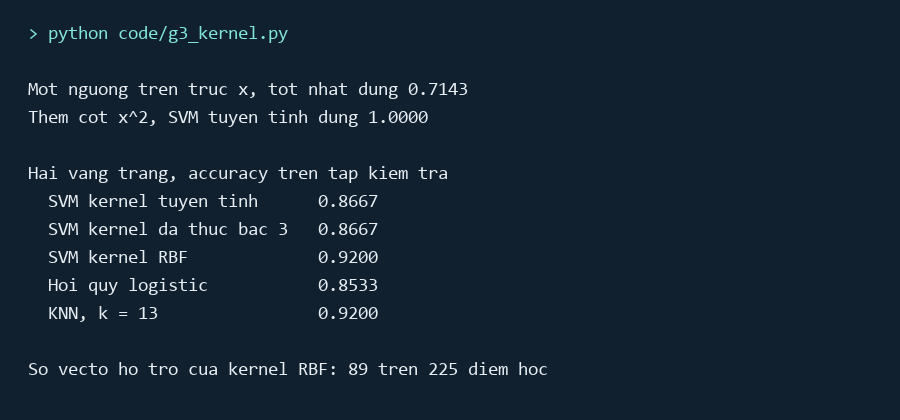 > python code/g3_kernel.py
Mot nguong tren truc x, tot nhat dung 0.7143
Them cot x^2, SVM tuyen tinh dung 1.0000
Hai vang trang, accuracy tren tap kiem tra
SVM kernel tuyen tinh 0.8667
SVM kernel da thuc bac 3 0.8667
SVM kernel RBF 0.9200
Hoi quy logistic 0.8533
KNN, k = 13 0.9200
So vecto ho tro cua kernel RBF: 89 tren 225 diem hoc